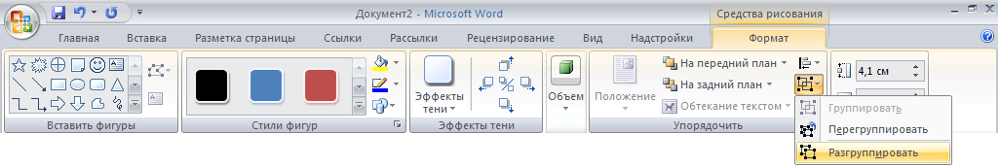 Документ2 - Microsoft Word
Средства рисования
Главная Вставка Разметка страницы Ссылки Рассылки Рецензирование Вид Надстройки Формат
На передний план
На задний план
Обтекание текстом
Эффекты тени
Объем
Положение
4,1 см
Вставить фигуры Стили фигур Эффекты тени Упорядочить
Группировать
Перегруппировать
Разгруппировать